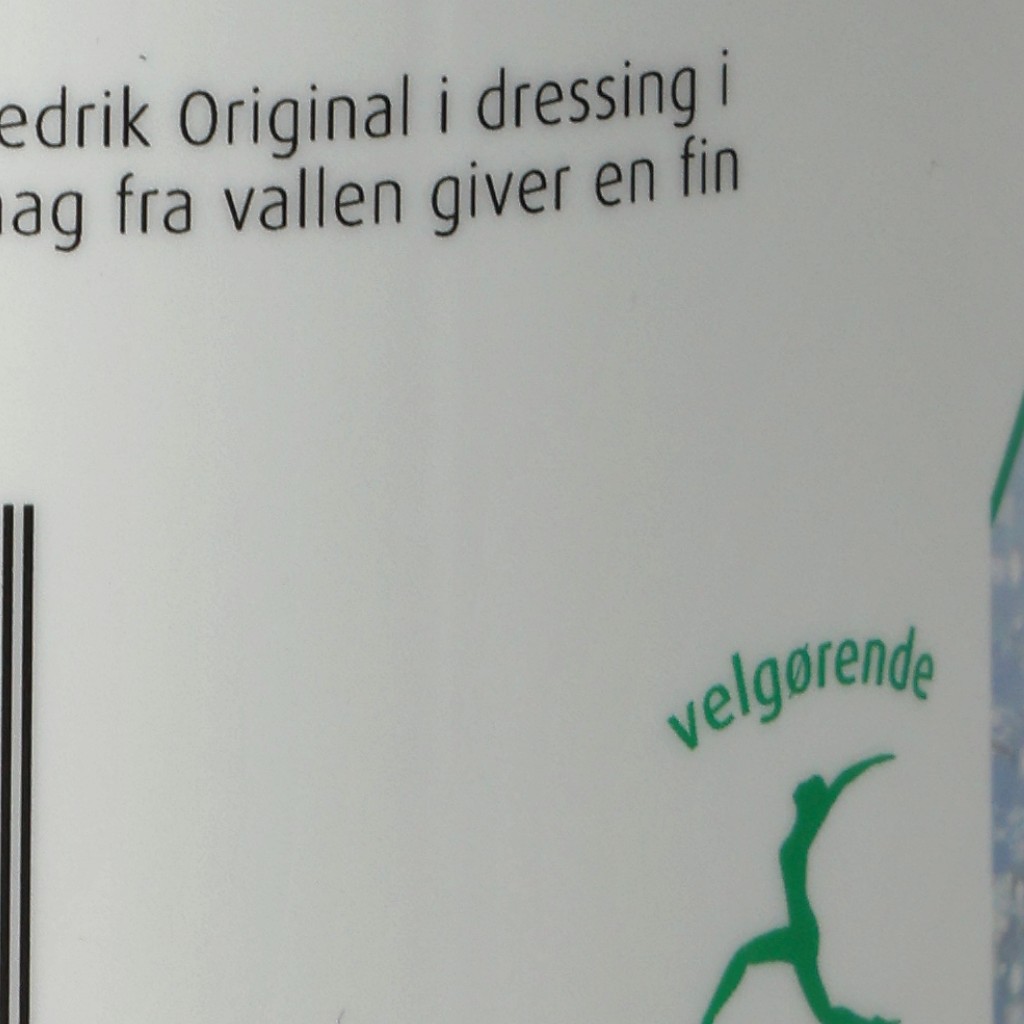 edrik Original i dressing i
ag fra vallen giver en fin
velgørende